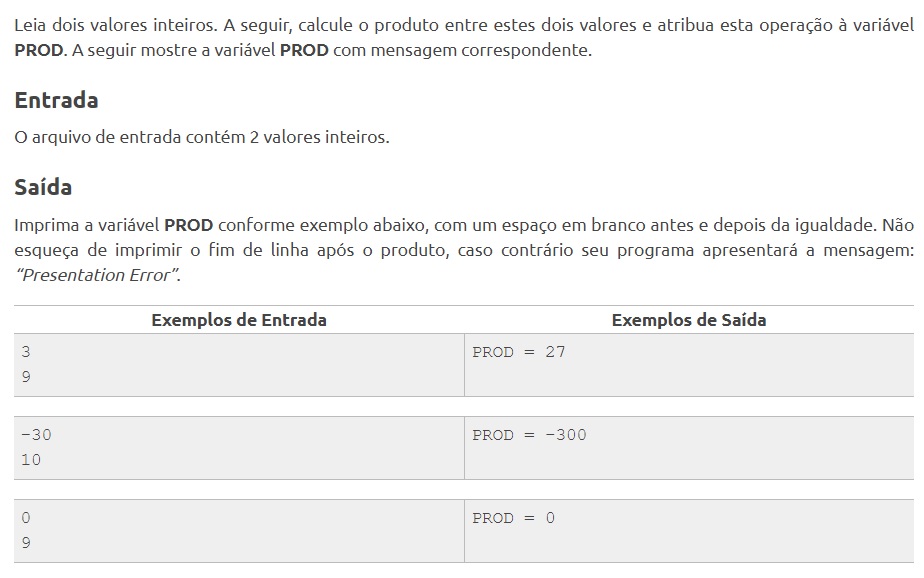 Leia dois valores inteiros. A seguir, calcule o produto entre estes dois valores e atribua esta operação à variável
PROD. A seguir mostre a variável PROD com mensagem correspondente.
Entrada
O arquivo de entrada contém 2 valores inteiros.
Saída
Imprima a variável PROD conforme exemplo abaixo, com um espaço em branco antes e depois da igualdade. Não
esqueça de imprimir o fim de linha após o produto, caso contrário seu programa apresentará a mensagem:
“Presentation Error”.
Exemplos de Entrada Exemplos de Saída
3 PROD = 27
9
-30 PROD = -300
10
0 PROD = 0
9